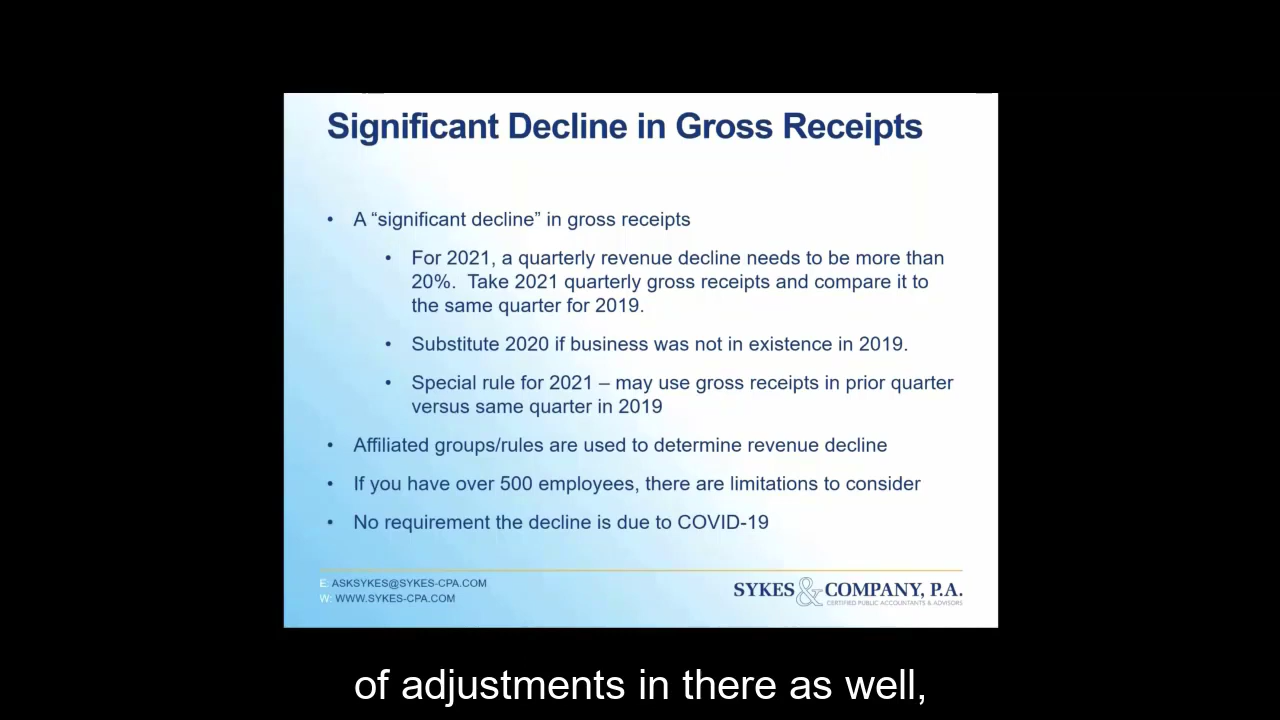 Significant Decline in Gross Receipts
• A “significant decline” in gross receipts
• For 2021, a quarterly revenue decline needs to be more than
20%. Take 2021 quarterly gross receipts and compare it to
the same quarter for 2019.
• Substitute 2020 if business was not in existence in 2019.
• Special rule for 2021 – may use gross receipts in prior quarter
versus same quarter in 2019
• Affiliated groups/rules are used to determine revenue decline
• If you have over 500 employees, there are limitations to consider
• No requirement the decline is due to COVID-19
E: ASKSYKES@SYKES-CPA.COM
W: WWW.SYKES-CPA.COM
SYKES & COMPANY, P.A.
CERTIFIED PUBLIC ACCOUNTANTS & ADVISORS
of adjustments in there as well,